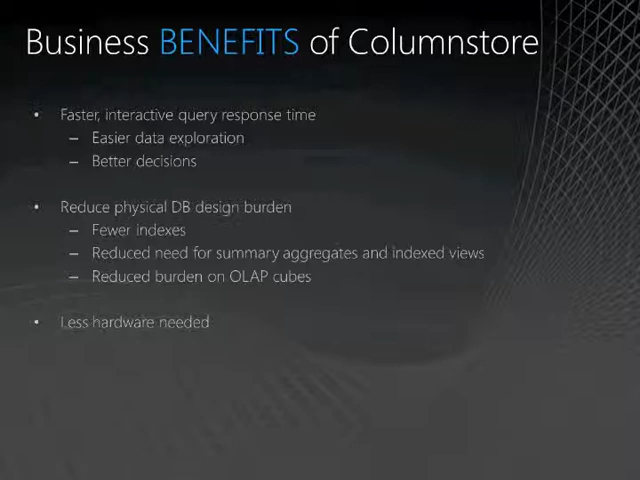 Business BENEFITS of Columnstore
• Faster, interactive query response time
– Easier data exploration
– Better decisions
• Reduce physical DB design burden
– Fewer indexes
– Reduced need for summary aggregates and indexed views
– Reduced burden on OLAP cubes
• Less hardware needed